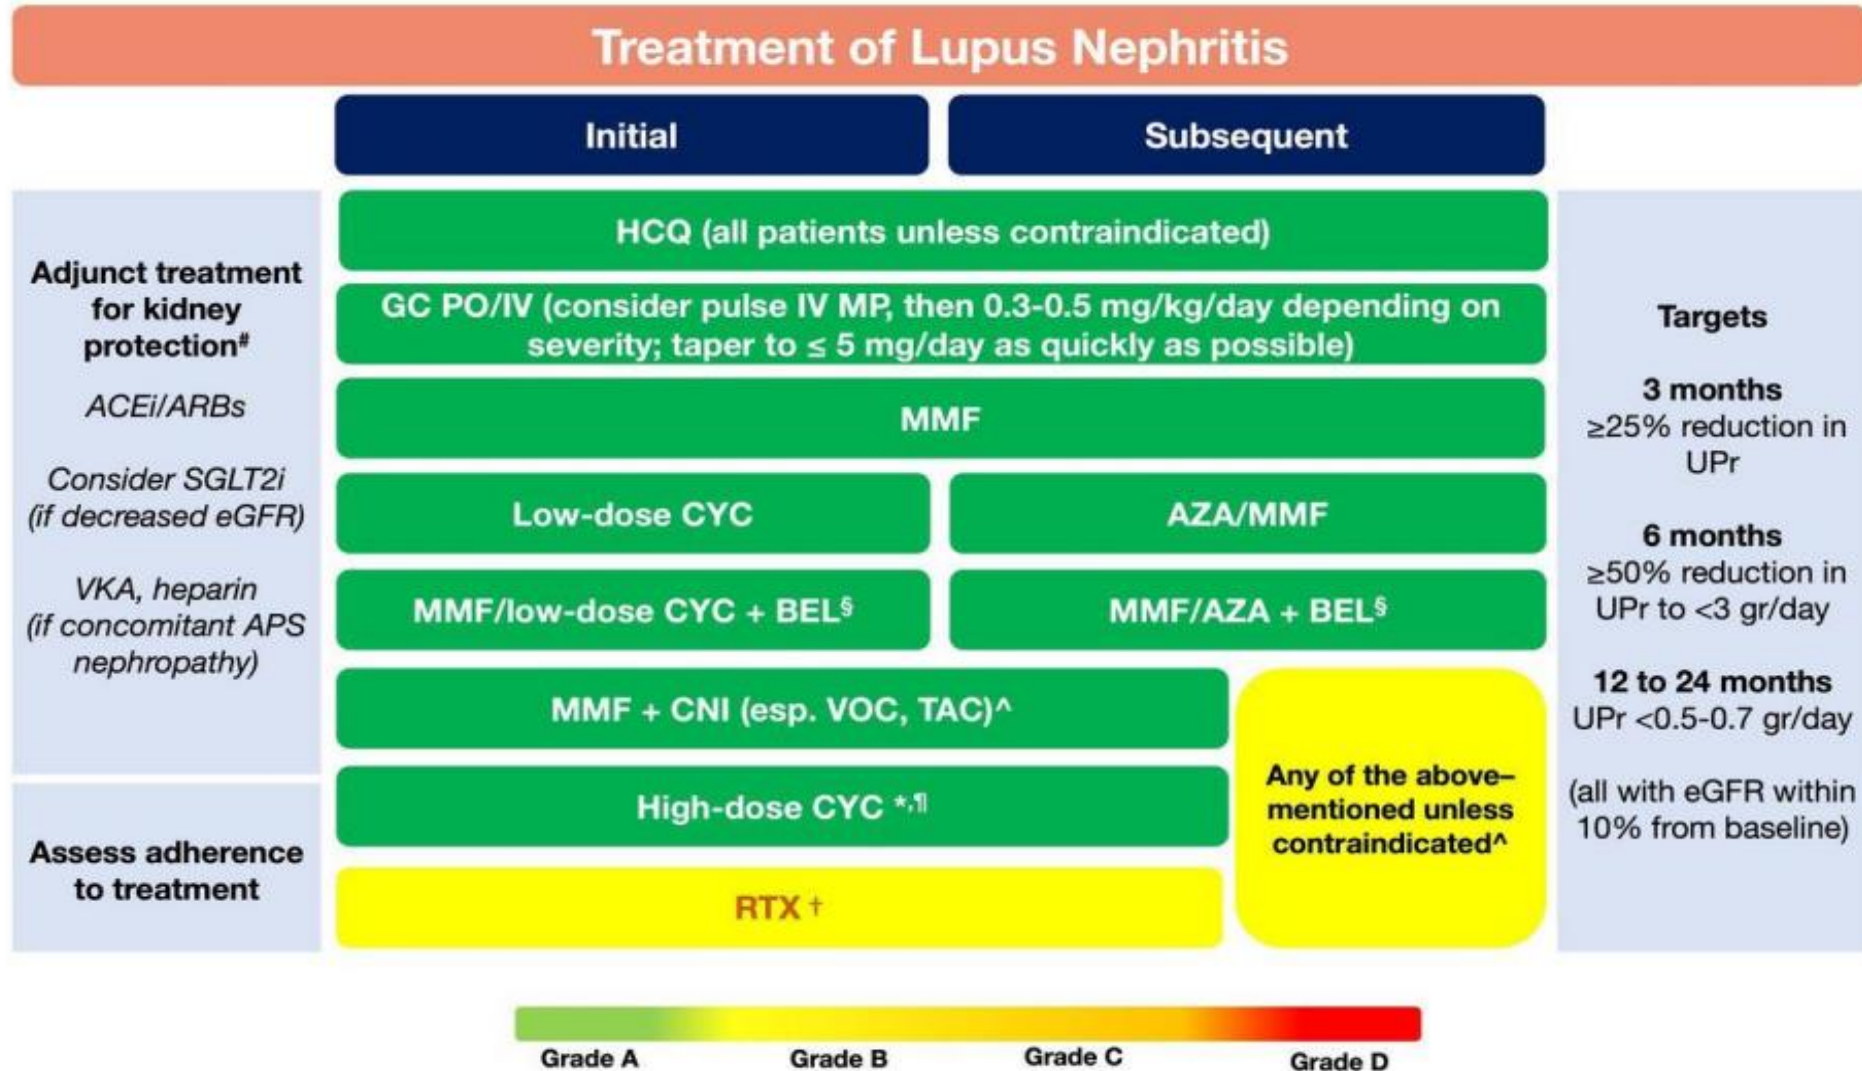 Treatment of Lupus Nephritis
Initial
Subsequent
Adjunct treatment
for kidney
protection#
ACEi/ARBs
Consider SGLT2i
(if decreased eGFR)
VKA, heparin
(if concomitant APS
nephropathy)
Assess adherence
to treatment
HCQ (all patients unless contraindicated)
GC PO/IV (consider pulse IV MP, then 0.3-0.5 mg/kg/day depending on
severity; taper to ≤ 5 mg/day as quickly as possible)
MMF
Low-dose CYC
AZA/MMF
MMF/low-dose CYC + BEL§
MMF/AZA + BEL§
MMF + CNI (esp. VOC, TAC)^
High-dose CYC *,¶
RTX †
Any of the above–
mentioned unless
contraindicated^
Targets
3 months
≥25% reduction in
UPr
6 months
≥50% reduction in
UPr to <3 gr/day
12 to 24 months
UPr <0.5-0.7 gr/day
(all with eGFR within
10% from baseline)
Grade A
Grade B
Grade C
Grade D